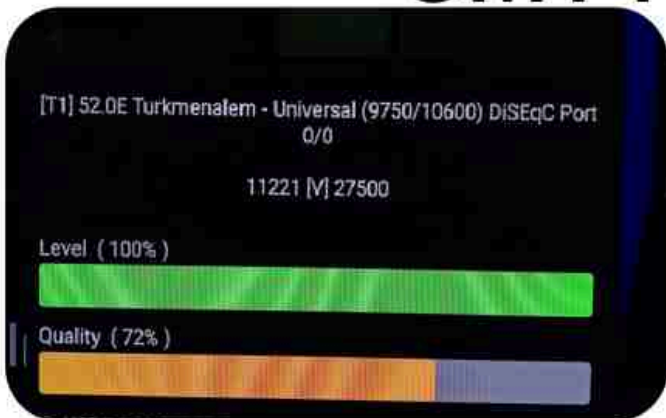 [T1] 52.0E Turkmenalem - Universal (9750/10600) DiSEqC Port
0/0
11221 [V] 27500
Level ( 100% )
Quality ( 72% )